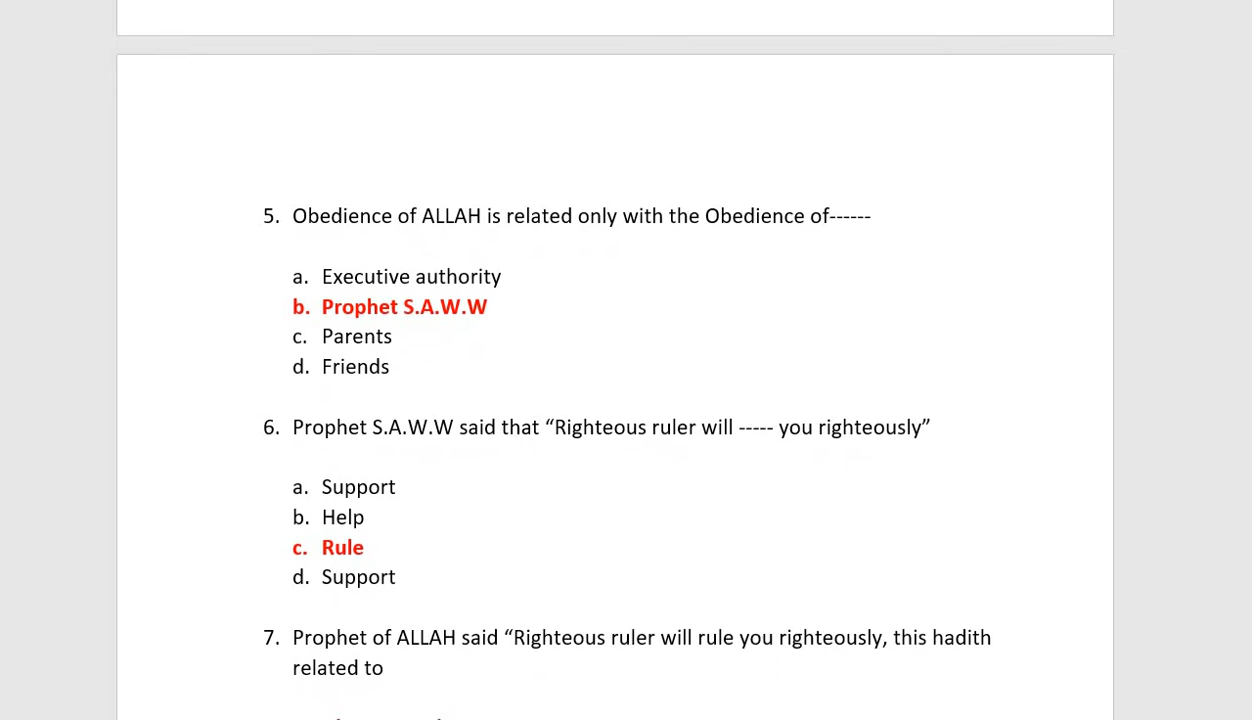 5. Obedience of ALLAH is related only with the Obedience of------
a. Executive authority
b. Prophet S.A.W.W
c. Parents
d. Friends
6. Prophet S.A.W.W said that “Righteous ruler will ----- you righteously”
a. Support
b. Help
c. Rule
d. Support
7. Prophet of ALLAH said “Righteous ruler will rule you righteously, this hadith
related to